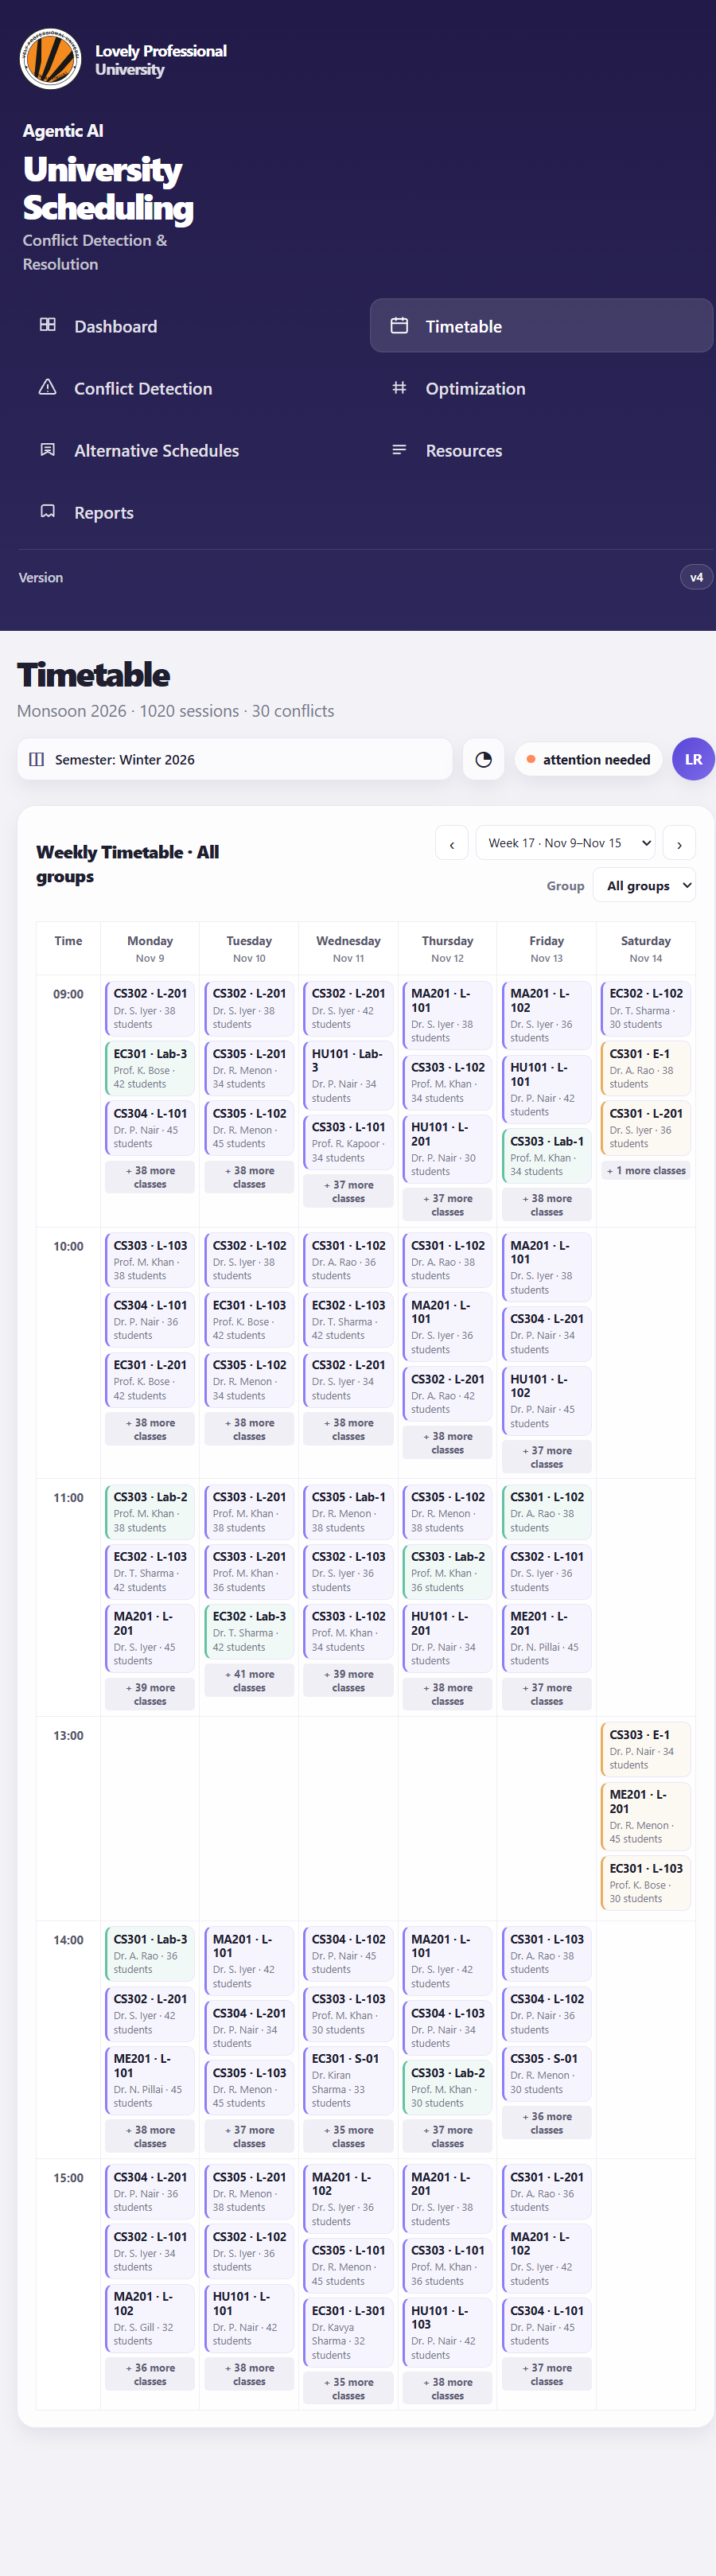 Lovely Professional
University
Agentic AI
University
Scheduling
Conflict Detection &
Resolution
Dashboard
Timetable
Conflict Detection
Optimization
Alternative Schedules
Resources
Reports
Version
v4
Timetable
Monsoon 2026 · 1020 sessions · 30 conflicts
Semester: Winter 2026
attention needed
LR
Weekly Timetable · All
groups
‹
Week 17 · Nov 9–Nov 15
›
Group
All groups
Time
Monday
Nov 9
Tuesday
Nov 10
Wednesday
Nov 11
Thursday
Nov 12
Friday
Nov 13
Saturday
Nov 14
09:00
CS302 · L-201
Dr. S. Iyer · 38
students
EC301 · Lab-3
Prof. K. Bose ·
42 students
CS304 · L-101
Dr. P. Nair · 45
students
+ 38 more
classes
CS302 · L-201
Dr. S. Iyer · 38
students
CS305 · L-201
Dr. R. Menon ·
34 students
CS305 · L-102
Dr. R. Menon ·
45 students
+ 38 more
classes
CS302 · L-201
Dr. S. Iyer · 42
students
HU101 · Lab-
3
Dr. P. Nair · 34
students
CS303 · L-101
Prof. R. Kapoor ·
34 students
+ 37 more
classes
MA201 · L-
101
Dr. S. Iyer · 38
students
CS303 · L-102
Prof. M. Khan ·
34 students
HU101 · L-
201
Dr. P. Nair · 30
students
+ 37 more
classes
MA201 · L-
102
Dr. S. Iyer · 36
students
HU101 · L-
101
Dr. P. Nair · 42
students
CS303 · Lab-1
Prof. M. Khan ·
34 students
+ 38 more
classes
EC302 · L-102
Dr. T. Sharma ·
30 students
CS301 · E-1
Dr. A. Rao · 38
students
CS301 · L-201
Dr. S. Iyer · 36
students
+ 1 more classes
10:00
CS303 · L-103
Prof. M. Khan ·
38 students
CS304 · L-101
Dr. P. Nair · 36
students
EC301 · L-201
Prof. K. Bose ·
42 students
+ 38 more
classes
CS302 · L-102
Dr. S. Iyer · 38
students
EC301 · L-103
Prof. K. Bose ·
42 students
CS305 · L-102
Dr. R. Menon ·
34 students
+ 38 more
classes
CS301 · L-102
Dr. A. Rao · 36
students
EC302 · L-103
Dr. T. Sharma ·
42 students
CS302 · L-201
Dr. S. Iyer · 34
students
+ 38 more
classes
CS301 · L-102
Dr. A. Rao · 38
students
MA201 · L-
101
Dr. S. Iyer · 36
students
CS302 · L-201
Dr. A. Rao · 42
students
+ 38 more
classes
MA201 · L-
101
Dr. S. Iyer · 38
students
CS304 · L-201
Dr. P. Nair · 34
students
HU101 · L-
102
Dr. P. Nair · 45
students
+ 37 more
classes
11:00
CS303 · Lab-2
Prof. M. Khan ·
38 students
EC302 · L-103
Dr. T. Sharma ·
42 students
MA201 · L-
201
Dr. S. Iyer · 45
students
+ 39 more
classes
CS303 · L-201
Prof. M. Khan ·
38 students
CS303 · L-201
Prof. M. Khan ·
36 students
EC302 · Lab-3
Dr. T. Sharma ·
42 students
+ 41 more
classes
CS305 · Lab-1
Dr. R. Menon ·
38 students
CS302 · L-103
Dr. S. Iyer · 36
students
CS303 · L-102
Prof. M. Khan ·
34 students
+ 39 more
classes
CS305 · L-102
Dr. R. Menon ·
38 students
CS303 · Lab-2
Prof. M. Khan ·
36 students
HU101 · L-
201
Dr. P. Nair · 34
students
+ 38 more
classes
CS301 · L-102
Dr. A. Rao · 38
students
CS302 · L-101
Dr. S. Iyer · 36
students
ME201 · L-
201
Dr. N. Pillai · 45
students
+ 37 more
classes
13:00
CS303 · E-1
Dr. P. Nair · 34
students
ME201 · L-
201
Dr. R. Menon ·
45 students
EC301 · L-103
Prof. K. Bose ·
30 students
14:00
CS301 · Lab-3
Dr. A. Rao · 36
students
CS302 · L-201
Dr. S. Iyer · 42
students
ME201 · L-
101
Dr. N. Pillai · 45
students
+ 38 more
classes
MA201 · L-
101
Dr. S. Iyer · 42
students
CS304 · L-201
Dr. P. Nair · 34
students
CS305 · L-103
Dr. R. Menon ·
45 students
+ 37 more
classes
CS304 · L-102
Dr. P. Nair · 45
students
CS303 · L-103
Prof. M. Khan ·
30 students
EC301 · S-01
Dr. Kiran
Sharma · 33
students
+ 35 more
classes
MA201 · L-
101
Dr. S. Iyer · 42
students
CS304 · L-103
Dr. P. Nair · 34
students
CS303 · Lab-2
Prof. M. Khan ·
30 students
+ 37 more
classes
CS301 · L-103
Dr. A. Rao · 38
students
CS304 · L-102
Dr. P. Nair · 36
students
CS305 · S-01
Dr. R. Menon ·
30 students
+ 36 more
classes
15:00
CS304 · L-201
Dr. P. Nair · 36
students
CS302 · L-101
Dr. S. Iyer · 34
students
MA201 · L-
102
Dr. S. Gill · 32
students
+ 36 more
classes
CS305 · L-201
Dr. R. Menon ·
38 students
CS302 · L-102
Dr. S. Iyer · 36
students
HU101 · L-
101
Dr. P. Nair · 42
students
+ 38 more
classes
MA201 · L-
102
Dr. S. Iyer · 36
students
CS305 · L-101
Dr. R. Menon ·
45 students
EC301 · L-301
Dr. Kavya
Sharma · 32
students
+ 35 more
classes
MA201 · L-
201
Dr. S. Iyer · 38
students
CS303 · L-101
Prof. M. Khan ·
36 students
HU101 · L-
103
Dr. P. Nair · 42
students
+ 38 more
classes
CS301 · L-201
Dr. A. Rao · 36
students
MA201 · L-
102
Dr. S. Iyer · 42
students
CS304 · L-101
Dr. P. Nair · 45
students
+ 37 more
classes